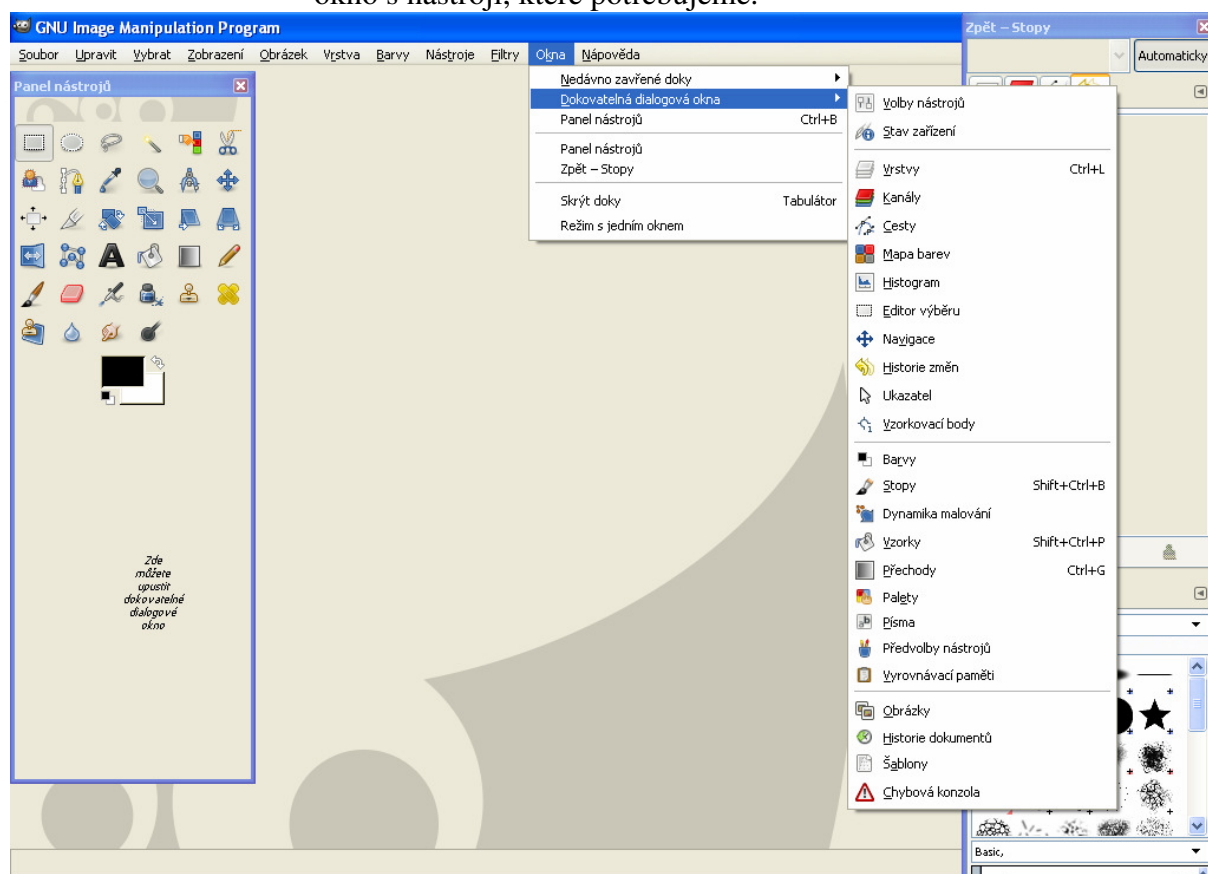 okno s nástroji, které potřebujeme.
GNU Image Manipulation Program
Zpět – Stopy
Soubor Upravit Vybrat Zobrazení Obrázek Vrstva Barvy Nástroje Filtry Okna Nápověda
Automaticky
Panel nástrojů
Nedávno zavřené doky
Dokovatelná dialogová okna
Panel nástrojů Ctrl+B
Panel nástrojů
Zpět – Stopy
Skrýt doky Tabulátor
Režim s jedním oknem
Volby nástrojů
Stav zařízení
Vrstvy Ctrl+L
Kanály
Cesty
Mapa barev
Histogram
Editor výběru
Navigace
Historie změn
Ukazatel
Vzorkovací body
Barvy
Stopy Shift+Ctrl+B
Dynamika malování
Vzorky Shift+Ctrl+P
Přechody Ctrl+G
Palety
Písma
Předvolby nástrojů
Vyrovnávací paměti
Obrázky
Historie dokumentů
Šablony
Chybová konzola
Zde
můžete
upustit
dokovatelné
dialogové
okno
Basic,